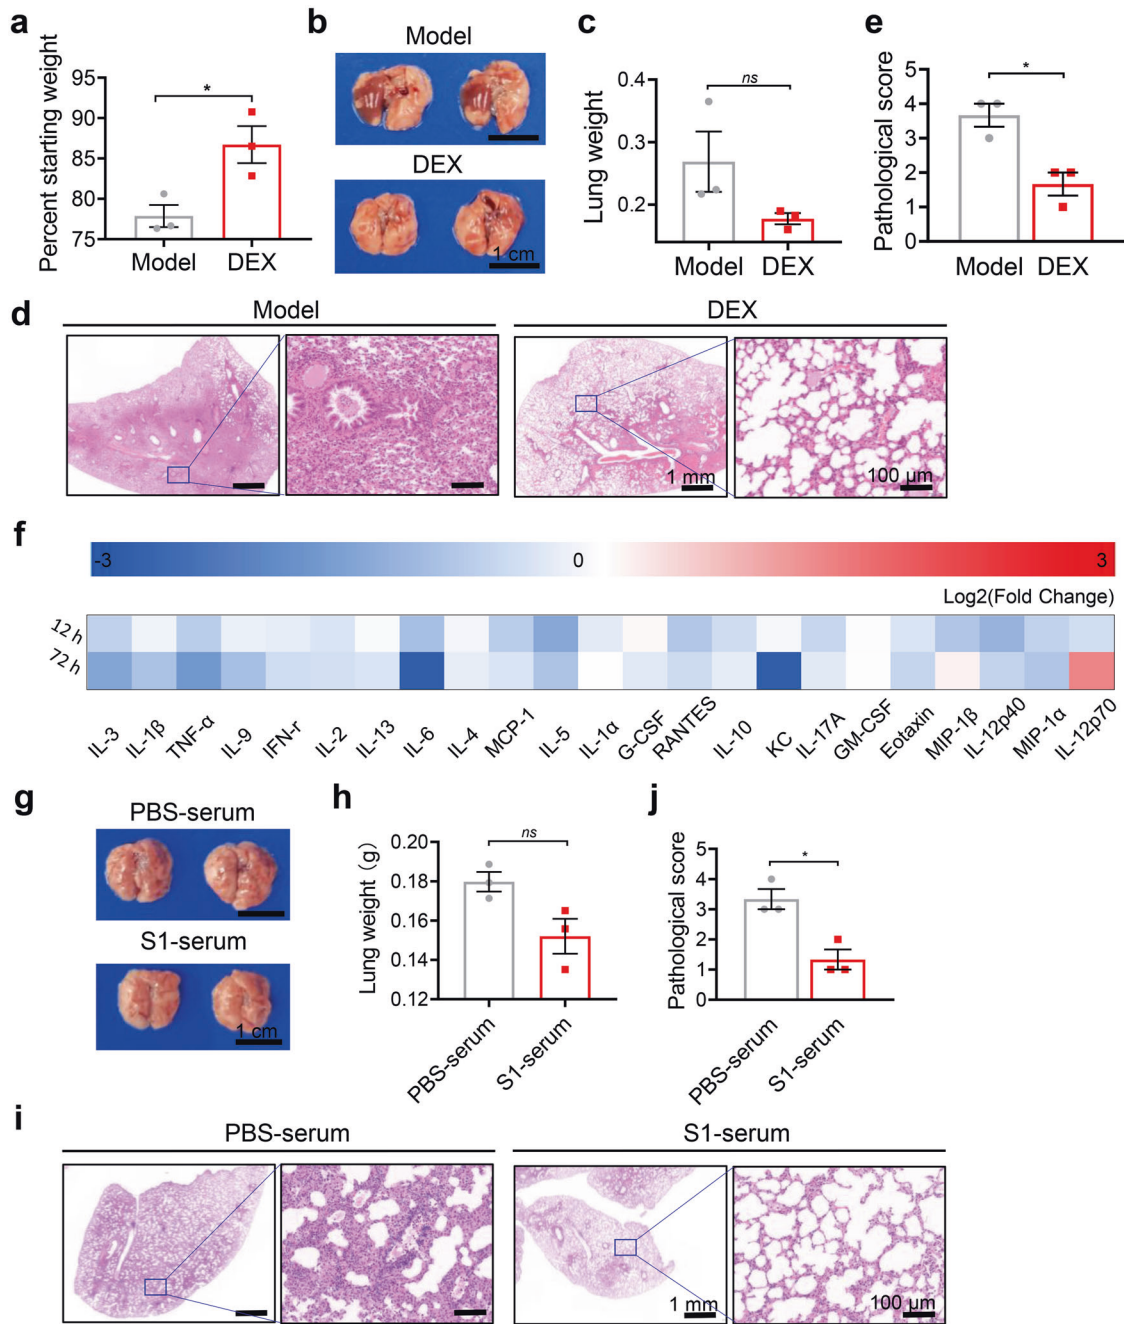 a
Percent starting weight
95
90
85
80
75
*
Model
DEX
b
Model
DEX
1 cm
c
Lung weight
0.4
0.3
0.2
ns
Model
DEX
e
Pathological score
5
4
3
2
1
0
*
Model
DEX
d
Model
DEX
1 mm
100 µm
f
-3
0
3
Log2(Fold Change)
12 h
72 h
IL-3
IL-1β
TNF-α
IL-9
IFN-r
IL-2
IL-13
IL-6
IL-4
MCP-1
IL-5
IL-1α
G-CSF
RANTES
IL-10
KC
IL-17A
GM-CSF
Eotaxin
MIP-1β
IL-12p40
MIP-1α
IL-12p70
g
PBS-serum
S1-serum
1 cm
h
Lung weight (g)
0.20
0.18
0.16
0.14
0.12
ns
PBS-serum
S1-serum
j
Pathological score
5
4
3
2
1
0
*
PBS-serum
S1-serum
i
PBS-serum
S1-serum
1 mm
100 µm